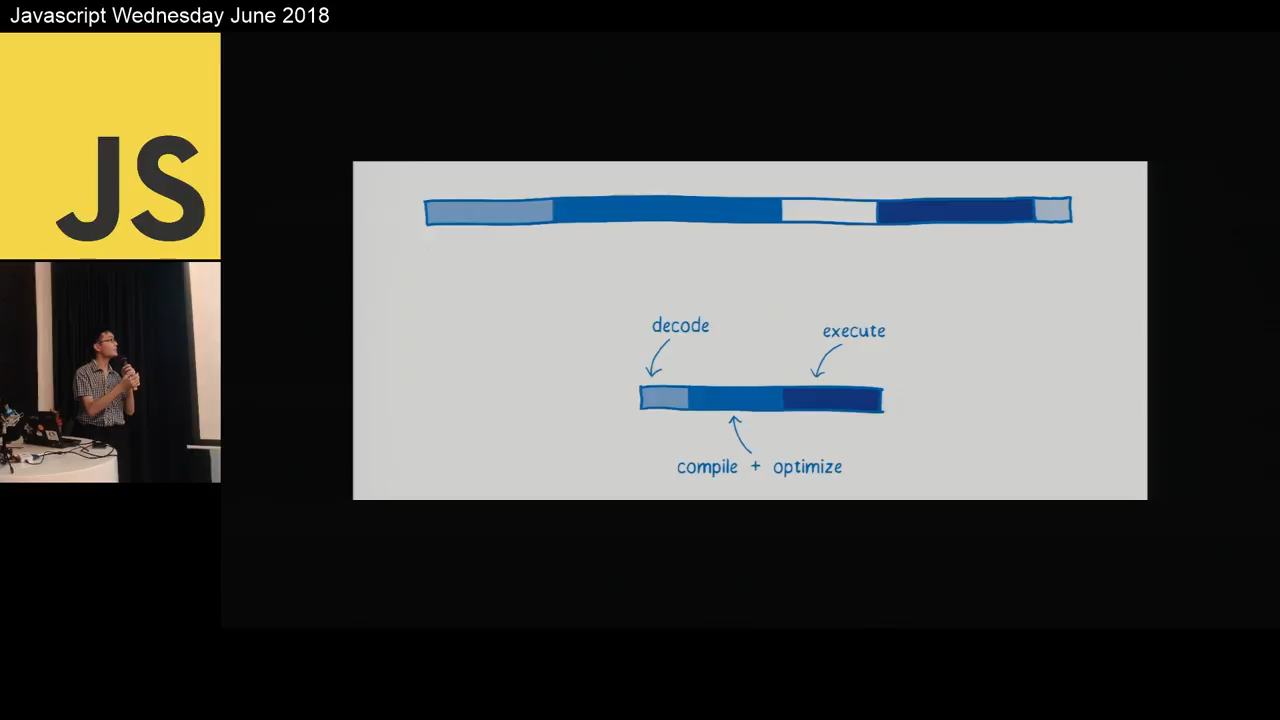 Javascript Wednesday June 2018
JS
decode
execute
compile + optimize